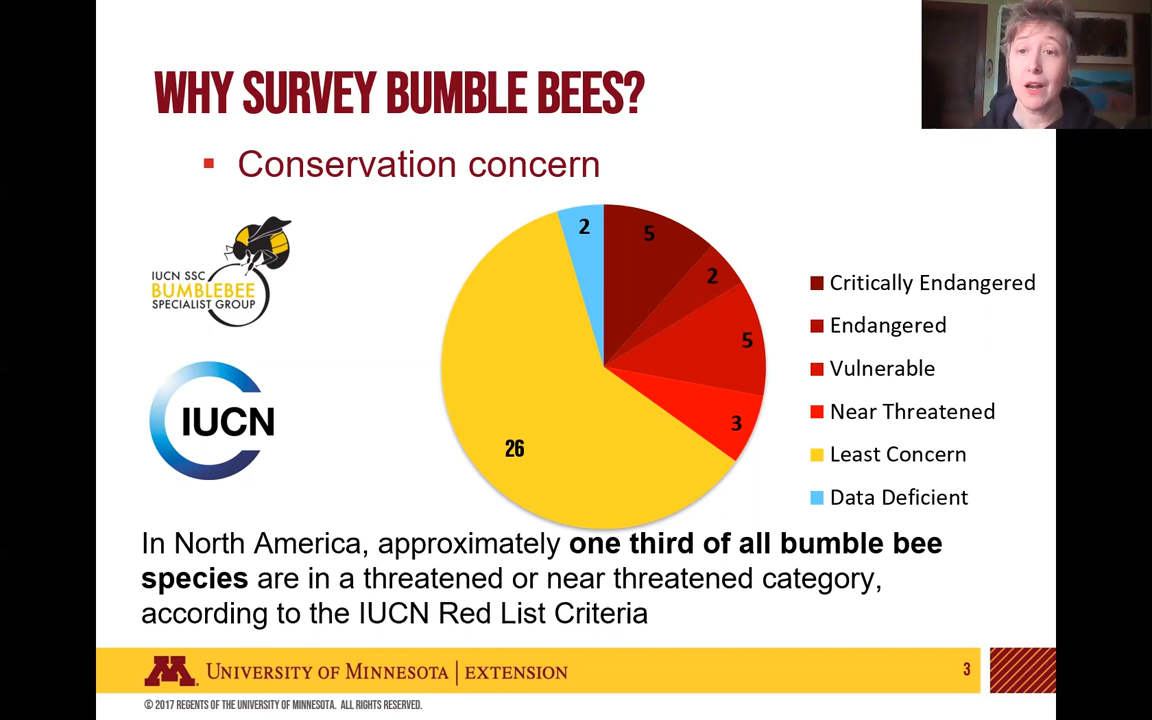 WHY SURVEY BUMBLE BEES?
▪ Conservation concern
IUCN SSC
BUMBLEBEE
SPECIALIST GROUP
IUCN
2
5
2
5
3
26
Critically Endangered
Endangered
Vulnerable
Near Threatened
Least Concern
Data Deficient
In North America, approximately one third of all bumble bee
species are in a threatened or near threatened category,
according to the IUCN Red List Criteria
M UNIVERSITY OF MINNESOTA | EXTENSION
3
© 2017 REGENTS OF THE UNIVERSITY OF MINNESOTA. ALL RIGHTS RESERVED.